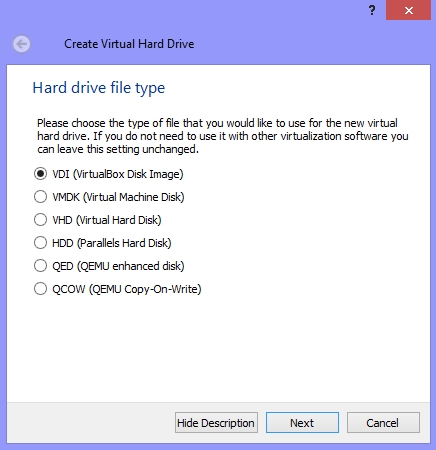 ?
Create Virtual Hard Drive
Hard drive file type
Please choose the type of file that you would like to use for the new virtual
hard drive. If you do not need to use it with other virtualization software you
can leave this setting unchanged.
VDI (VirtualBox Disk Image)
VMDK (Virtual Machine Disk)
VHD (Virtual Hard Disk)
HDD (Parallels Hard Disk)
QED (QEMU enhanced disk)
QCOW (QEMU Copy-On-Write)
Hide Description Next Cancel